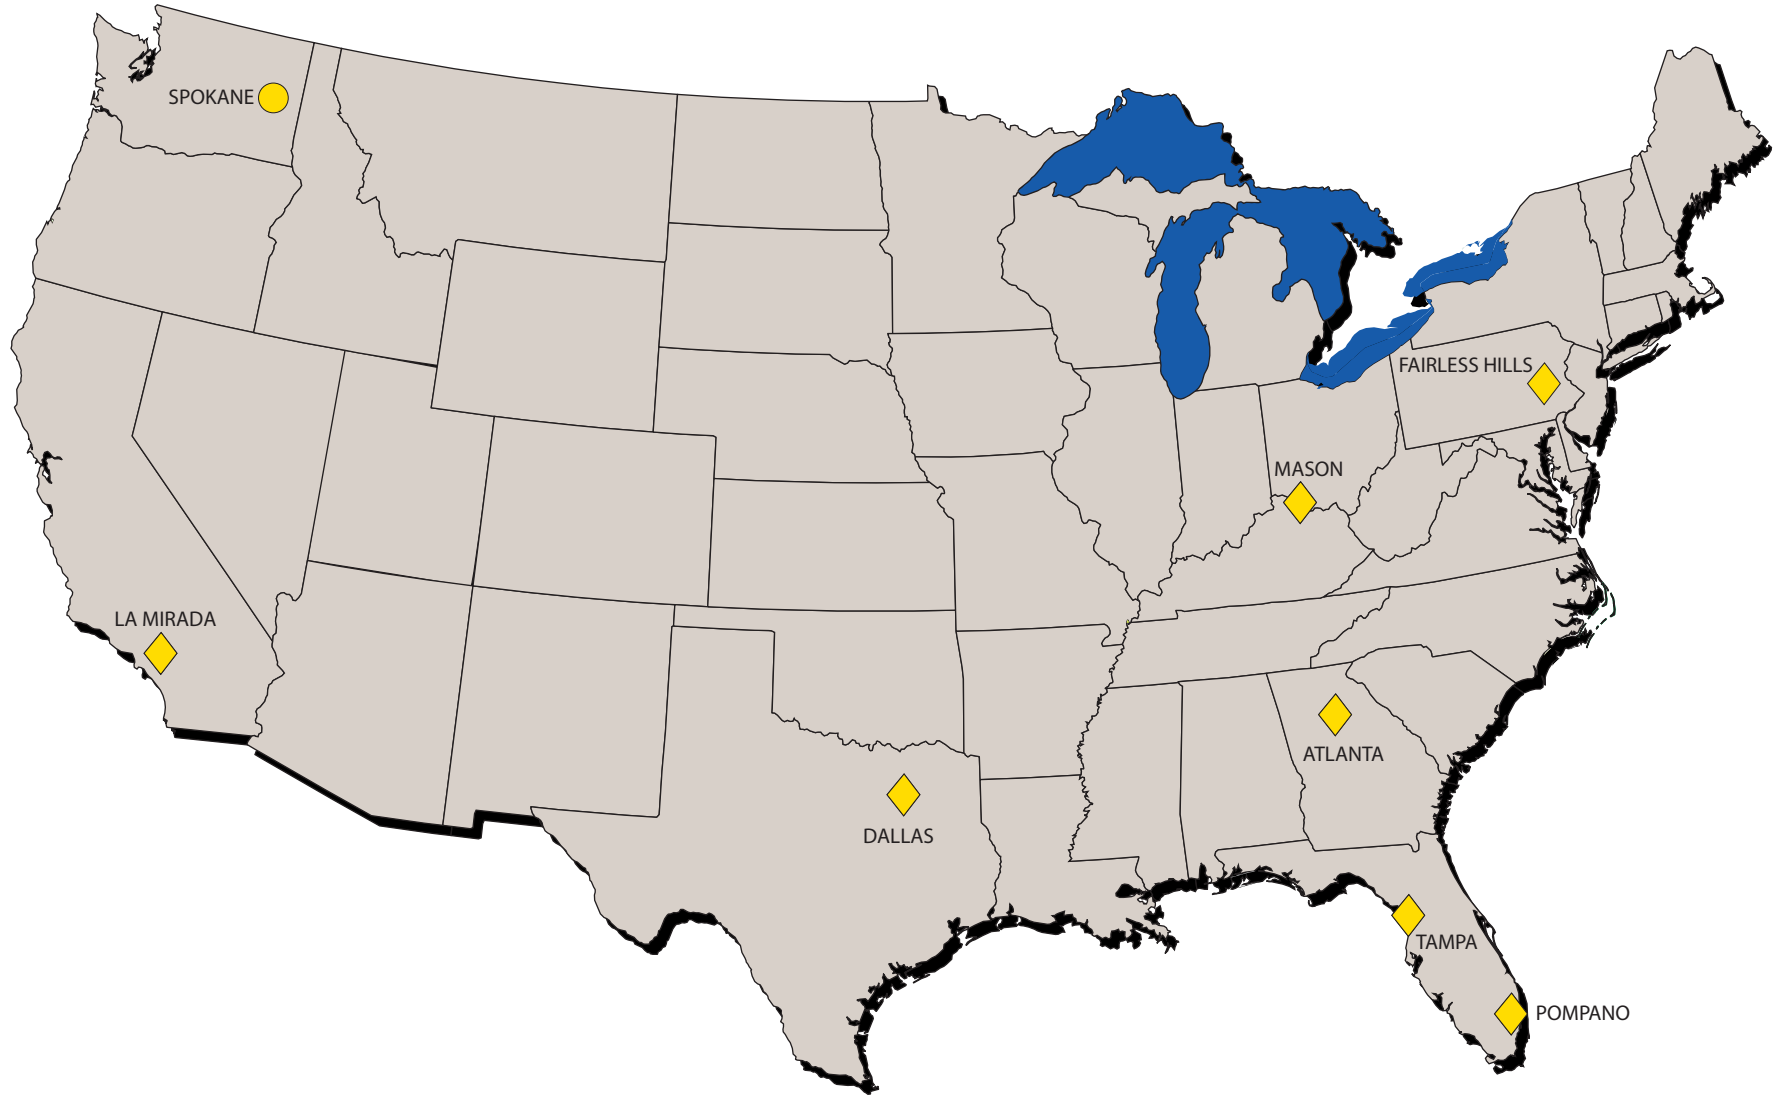 SPOKANE
FAIRLESS HILLS
MASON
LA MIRADA
ATLANTA
DALLAS
TAMPA
POMPANO